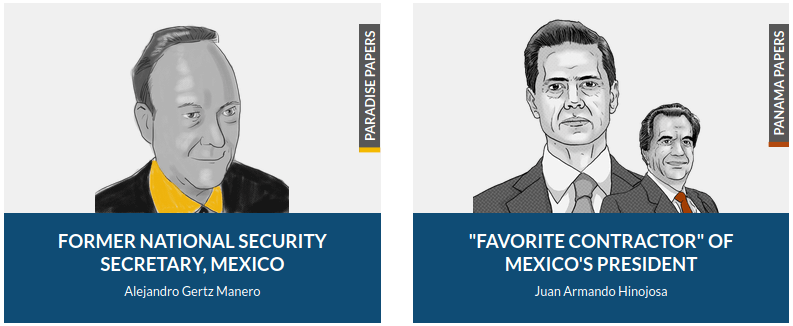 PARADISE PAPERS
FORMER NATIONAL SECURITY
SECRETARY, MEXICO
Alejandro Gertz Manero
PANAMA PAPERS
"FAVORITE CONTRACTOR" OF
MEXICO'S PRESIDENT
Juan Armando Hinojosa